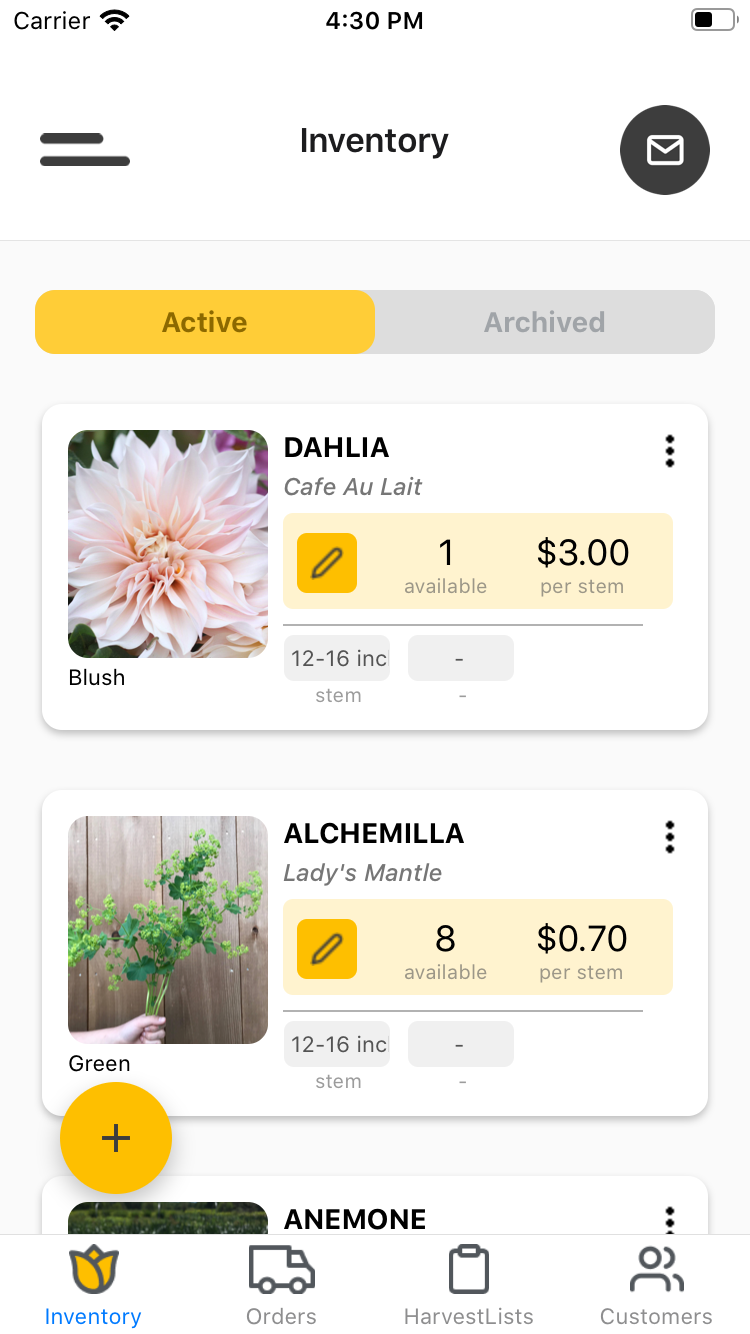 Carrier 4:30 PM
Inventory
Active Archived
DAHLIA
Cafe Au Lait
1 $3.00
available per stem
12-16 inc -
stem -
Blush
ALCHEMILLA
Lady's Mantle
8 $0.70
available per stem
12-16 inc -
stem -
Green
+
ANEMONE
Inventory Orders HarvestLists Customers